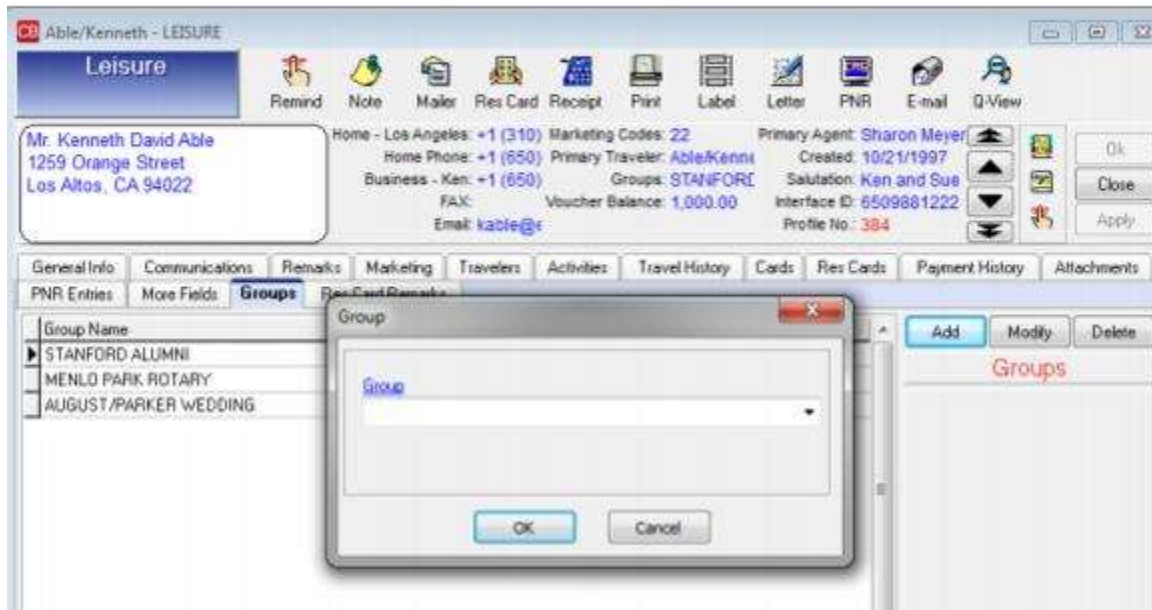 CB Able/Kenneth - LEISURE
Leisure
Remind Note Mailer Res Card Receipt Print Label Letter PNR E-mail Q-View
Mr. Kenneth David Able
1259 Orange Street
Los Altos, CA 94022
Home - Los Angeles: +1 (310) Marketing Codes: 22 Primary Agent: Sharon Meyer
Home Phone: +1 (650) Primary Traveler: Able/Kenne Created: 10/21/1997
Business - Ken: +1 (650) Groups: STANFORD Salutation: Ken and Sue
FAX: Voucher Balance: 1,000.00 Interface ID: 6509881222
Email: kable@ Profile No.: 384
Ok
Close
Apply
General Info Communications Remarks Marketing Travelers Activities Travel History Cards Res Cards Payment History Attachments
PNR Entries More Fields Groups Res Card Remarks
Group Name
STANFORD ALUMNI
MENLO PARK ROTARY
AUGUST/PARKER WEDDING
Group
Group
OK Cancel
Add Modify Delete
Groups